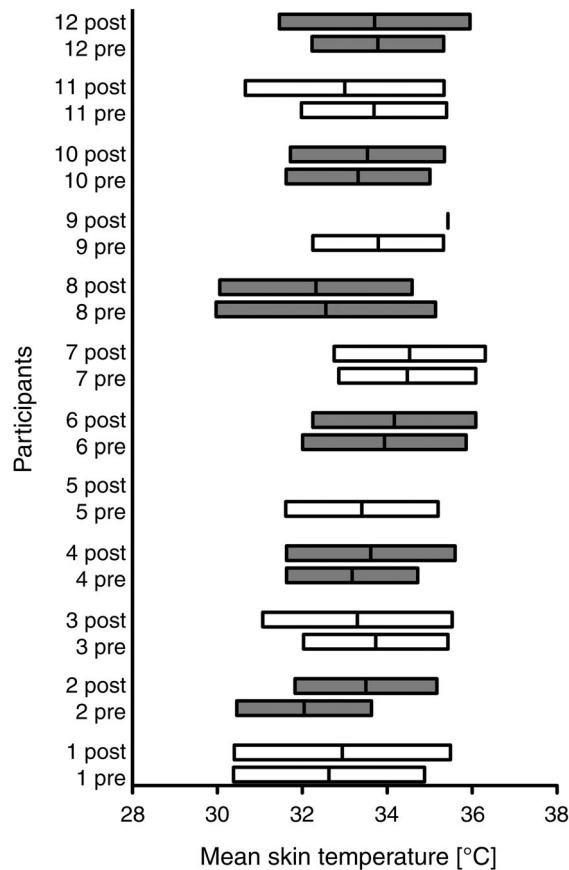 12 post
12 pre
11 post
11 pre
10 post
10 pre
9 post
9 pre
8 post
8 pre
7 post
7 pre
6 post
6 pre
5 post
5 pre
4 post
4 pre
3 post
3 pre
2 post
2 pre
1 post
1 pre
Participants
28 30 32 34 36 38
Mean skin temperature [°C]